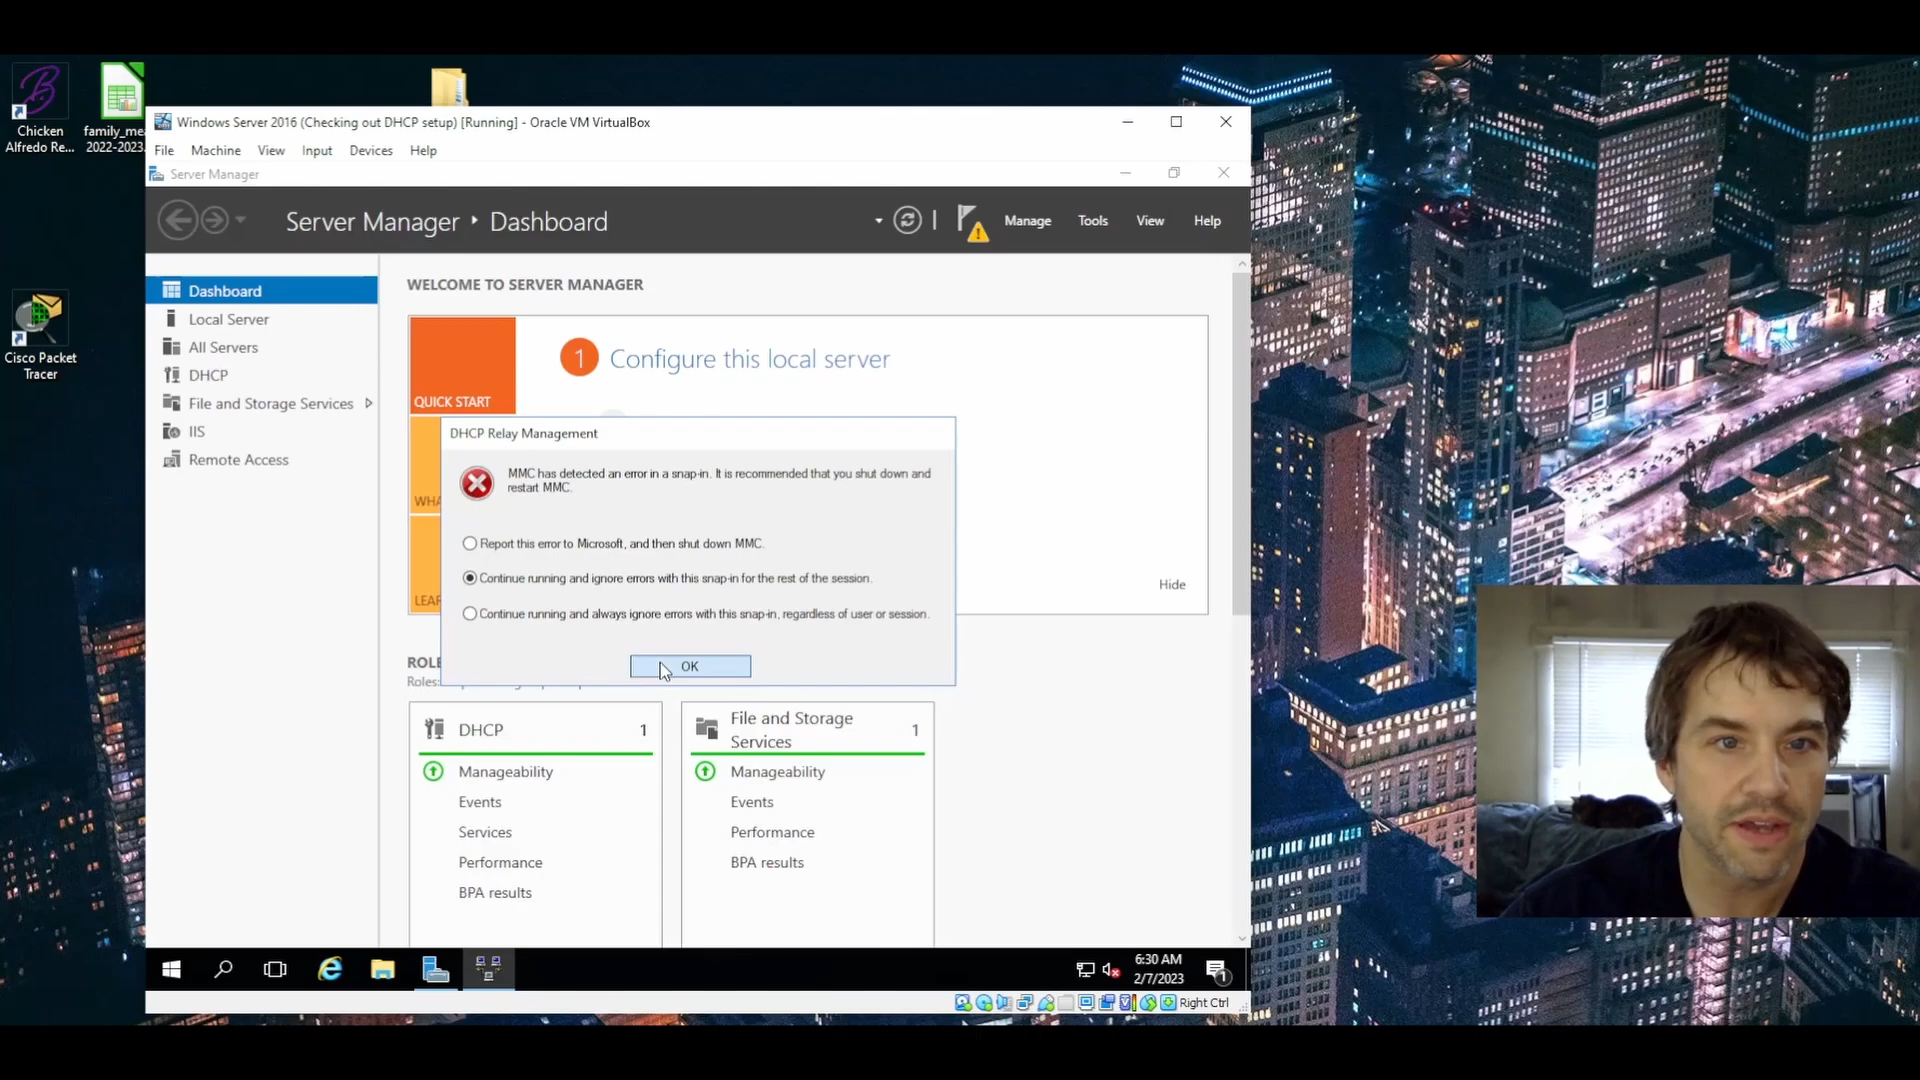 Chicken
Alfredo Re...
family_mea
2022-2023.
Cisco Packet
Tracer
Windows Server 2016 (Checking out DHCP setup) [Running] - Oracle VM VirtualBox
File Machine View Input Devices Help
Server Manager
Server Manager Dashboard
Manage Tools View Help
Dashboard
Local Server
All Servers
DHCP
File and Storage Services
IIS
Remote Access
WELCOME TO SERVER MANAGER
QUICK START
1 Configure this local server
DHCP Relay Management
MMC has detected an error in a snap-in. It is recommended that you shut down and
restart MMC.
Report this error to Microsoft, and then shut down MMC.
Continue running and ignore errors with this snap-in for the rest of the session.
Continue running and always ignore errors with this snap-in, regardless of user or session.
OK
WHA
LEAR
Hide
ROLE
Roles:
DHCP 1
Manageability
Events
Services
Performance
BPA results
File and Storage
Services 1
Manageability
Events
Performance
BPA results
6:30 AM
2/7/2023
1
Right Ctrl